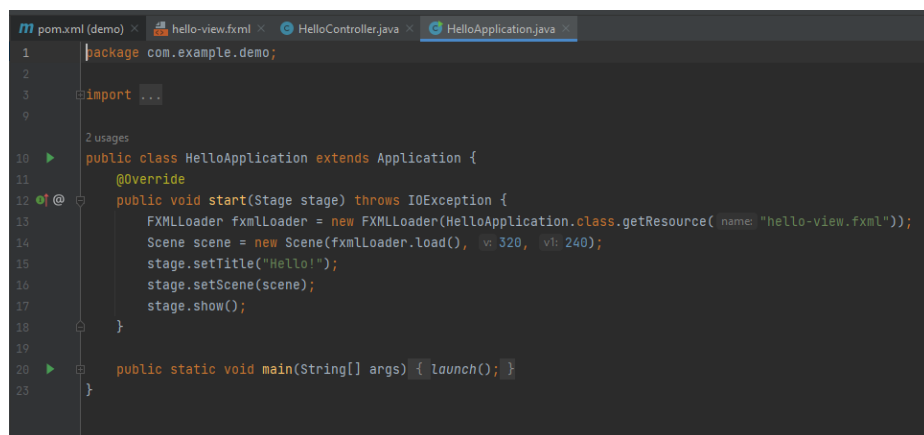 m pom.xml (demo) × hello-view.fxml × C HelloController.java × C HelloApplication.java ×
1 package com.example.demo;
2
3 import ...
9
2 usages
10 public class HelloApplication extends Application {
11 @Override
12 @ public void start(Stage stage) throws IOException {
13 FXMLLoader fxmlLoader = new FXMLLoader(HelloApplication.class.getResource( name: "hello-view.fxml"));
14 Scene scene = new Scene(fxmlLoader.load(), v: 320, v1: 240);
15 stage.setTitle("Hello!");
16 stage.setScene(scene);
17 stage.show();
18 }
19
20 public static void main(String[] args) { launch(); }
23 }